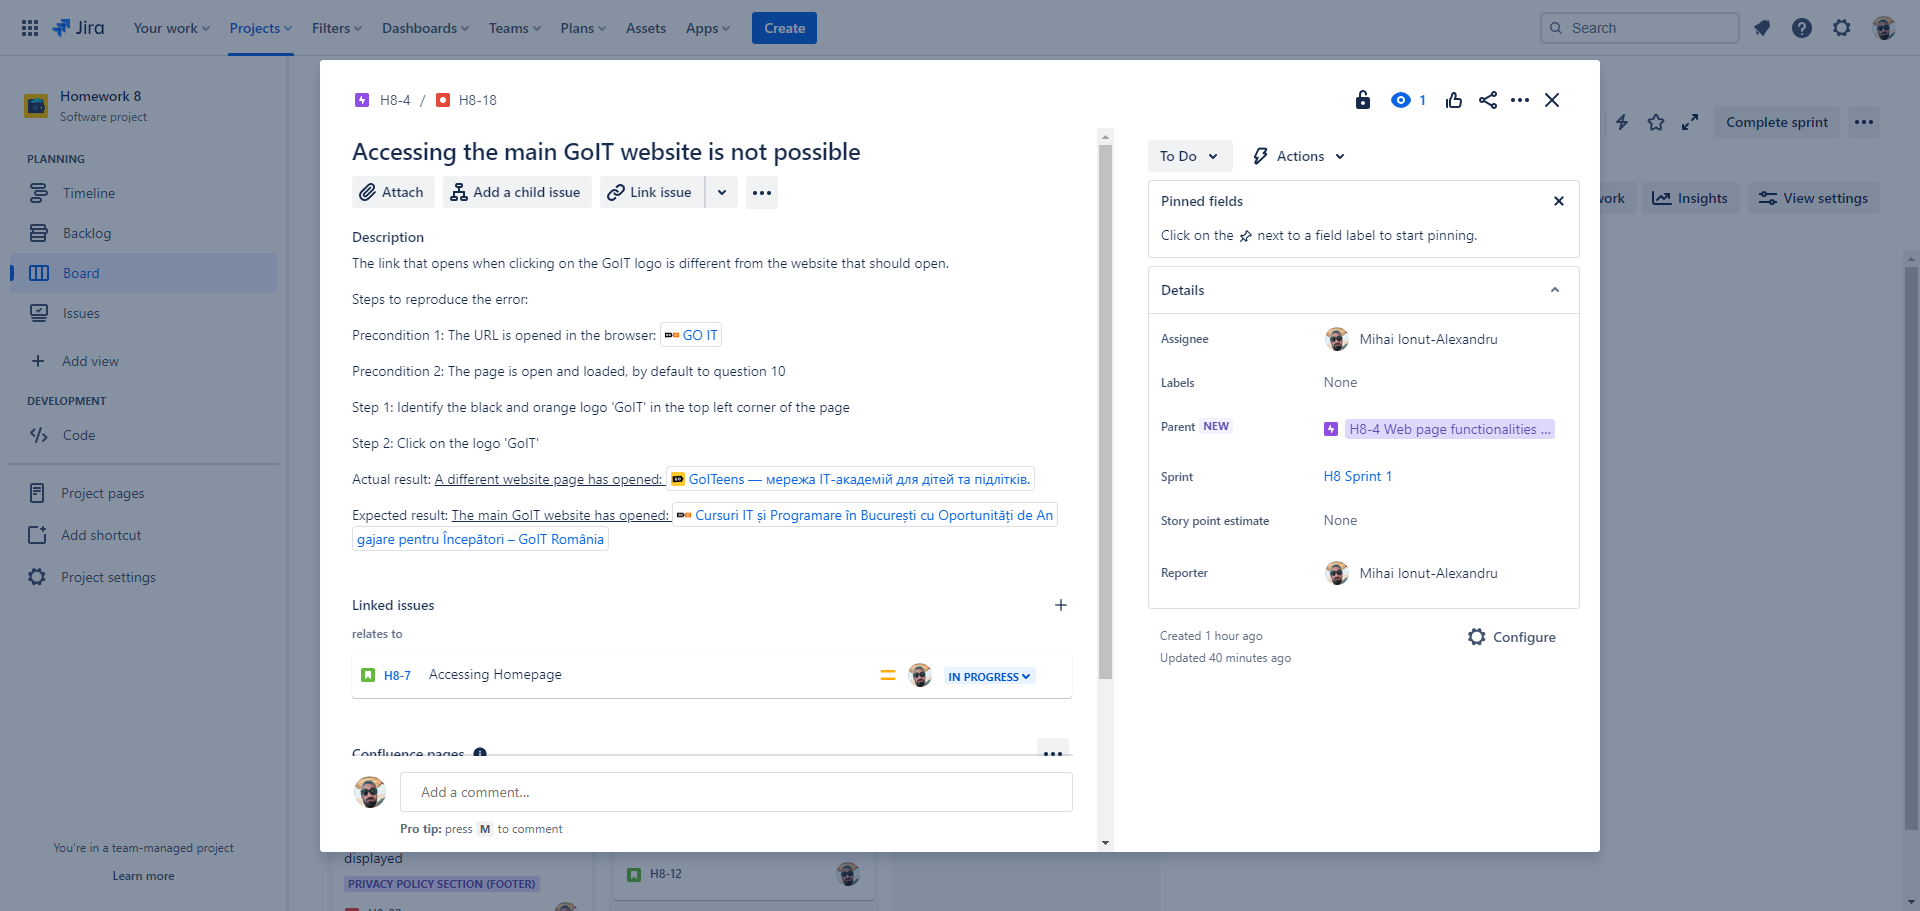 Jira
Your work
Projects
Filters
Dashboards
Teams
Plans
Assets
Apps
Create
Search
Homework 8
Software project
PLANNING
Timeline
Backlog
Board
Issues
Add view
DEVELOPMENT
Code
Project pages
Add shortcut
Project settings
You're in a team-managed project
Learn more
Complete sprint
Insights
View settings
H8-4 / H8-18
1
Accessing the main GoIT website is not possible
Attach
Add a child issue
Link issue
Description
The link that opens when clicking on the GoIT logo is different from the website that should open.
Steps to reproduce the error:
Precondition 1: The URL is opened in the browser: GO IT
Precondition 2: The page is open and loaded, by default to question 10
Step 1: Identify the black and orange logo 'GoIT' in the top left corner of the page
Step 2: Click on the logo 'GoIT'
Actual result: A different website page has opened: GoITeens — мережа IT-академій для дітей та підлітків.
Expected result: The main GoIT website has opened: Cursuri IT și Programare în București cu Oportunități de An
gajare pentru Începători – GoIT România
Linked issues
relates to
H8-7 Accessing Homepage
IN PROGRESS
Confluence pages
Add a comment...
Pro tip: press M to comment
To Do
Actions
Pinned fields
Click on the next to a field label to start pinning.
Details
Assignee
Mihai Ionut-Alexandru
Labels
None
Parent NEW
H8-4 Web page functionalities ...
Sprint
H8 Sprint 1
Story point estimate
None
Reporter
Mihai Ionut-Alexandru
Created 1 hour ago
Updated 40 minutes ago
Configure
displayed
PRIVACY POLICY SECTION (FOOTER)
H8-12